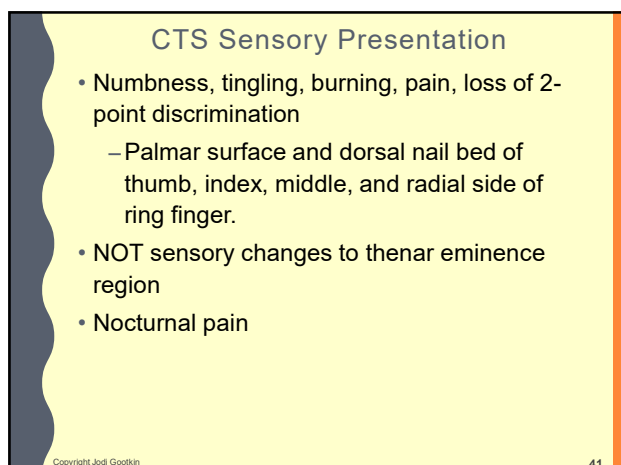 CTS Sensory Presentation
• Numbness, tingling, burning, pain, loss of 2-
point discrimination
–Palmar surface and dorsal nail bed of
thumb, index, middle, and radial side of
ring finger.
• NOT sensory changes to thenar eminence
region
• Nocturnal pain
Copyright Jodi Gootkin
41